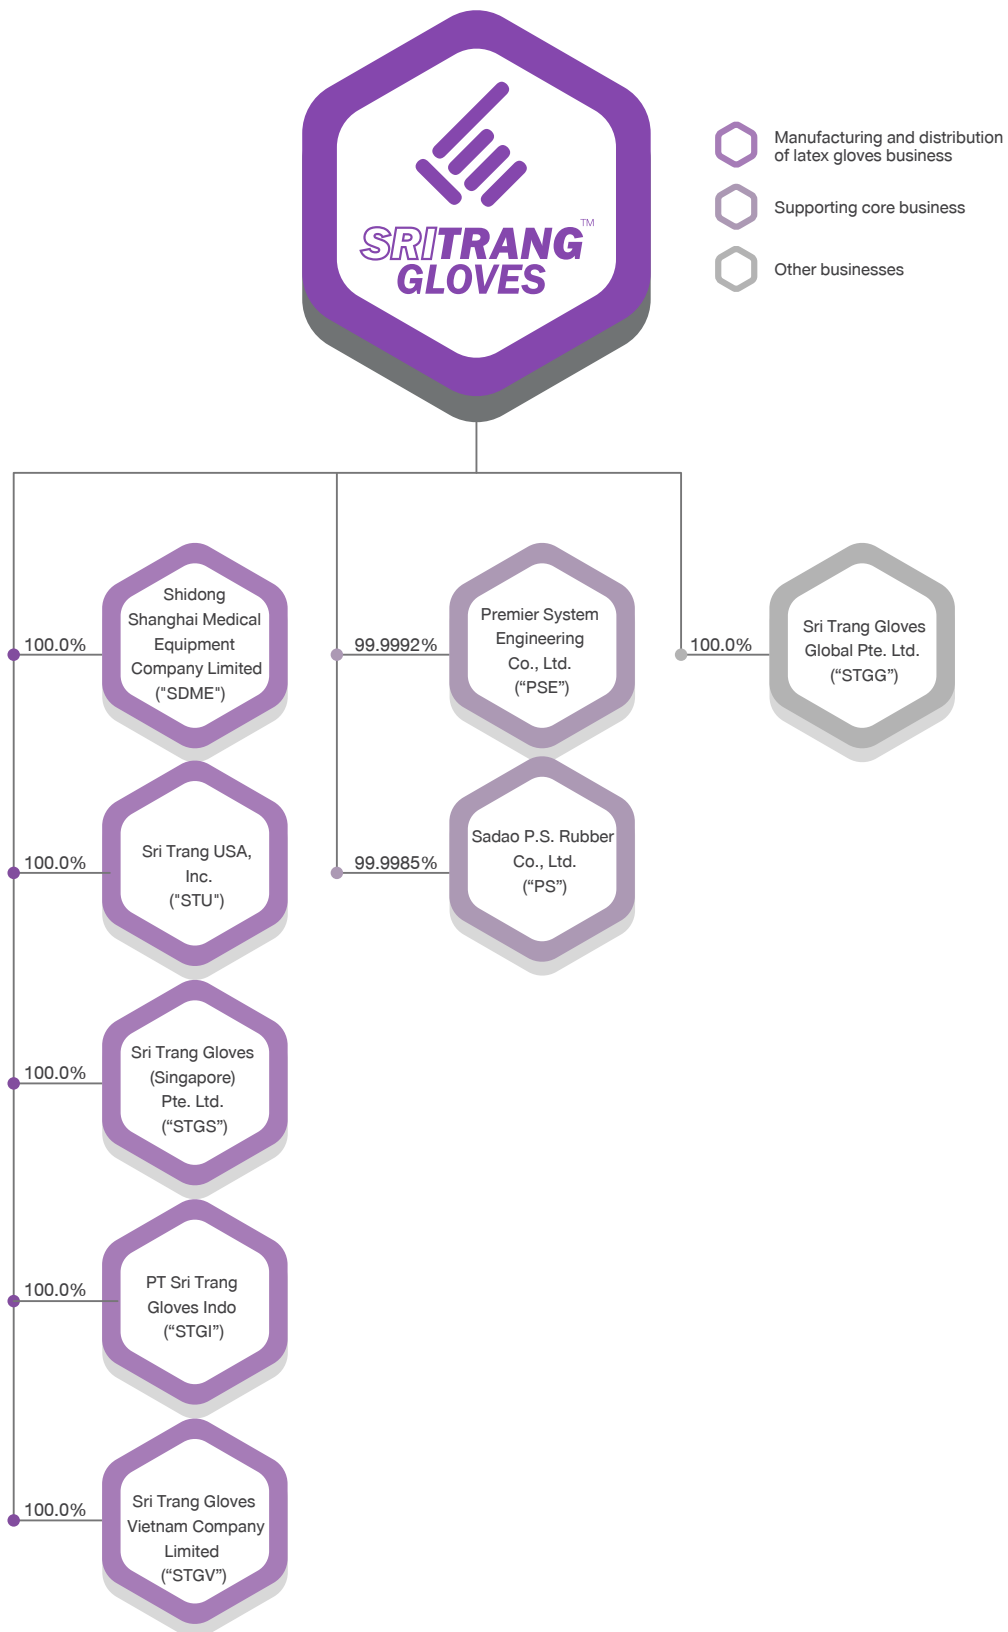 SRITRANG™
GLOVES
Manufacturing and distribution
of latex gloves business
Supporting core business
Other businesses
100.0%
Shidong
Shanghai Medical
Equipment
Company Limited
("SDME")
99.9992%
Premier System
Engineering
Co., Ltd.
(“PSE”)
100.0%
Sri Trang Gloves
Global Pte. Ltd.
(“STGG”)
100.0%
Sri Trang USA,
Inc.
("STU")
99.9985%
Sadao P.S. Rubber
Co., Ltd.
(“PS”)
100.0%
Sri Trang Gloves
(Singapore)
Pte. Ltd.
(“STGS”)
100.0%
PT Sri Trang
Gloves Indo
(“STGI”)
100.0%
Sri Trang Gloves
Vietnam Company
Limited
(“STGV”)